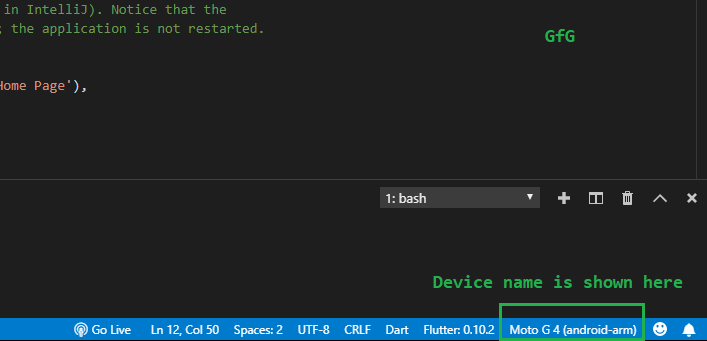 in IntelliJ). Notice that the
; the application is not restarted.
GfG
Home Page'),
1: bash
Device name is shown here
Go Live Ln 12, Col 50 Spaces: 2 UTF-8 CRLF Dart Flutter: 0.10.2 Moto G 4 (android-arm)